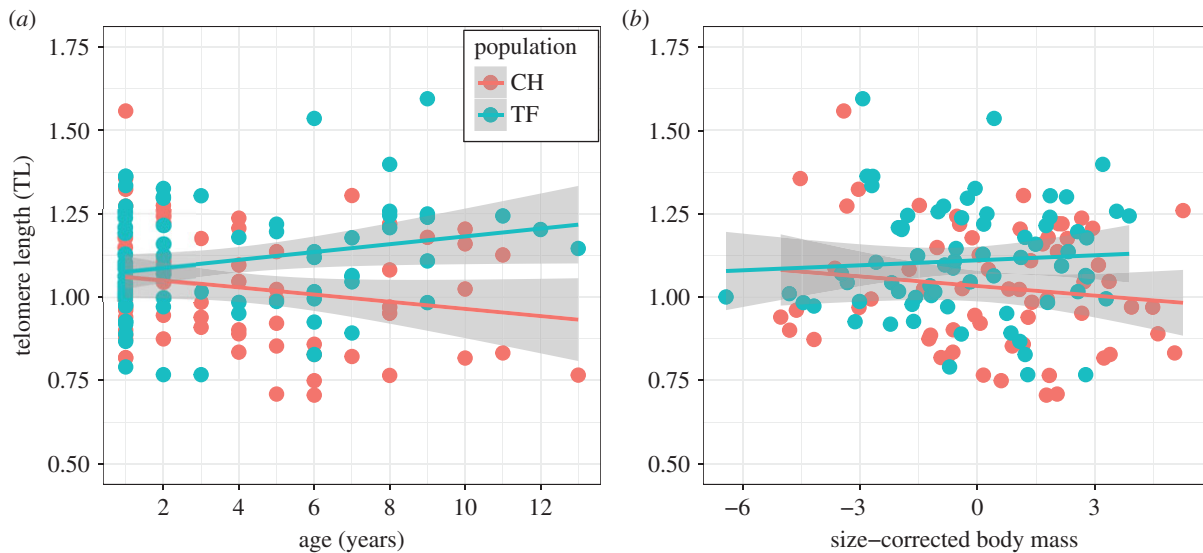 (a)
telomere length (TL)
1.75
1.50
1.25
1.00
0.75
0.50
population
CH
TF
2 4 6 8 10 12
age (years)
(b)
1.75
1.50
1.25
1.00
0.75
0.50
−6 −3 0 3
size-corrected body mass